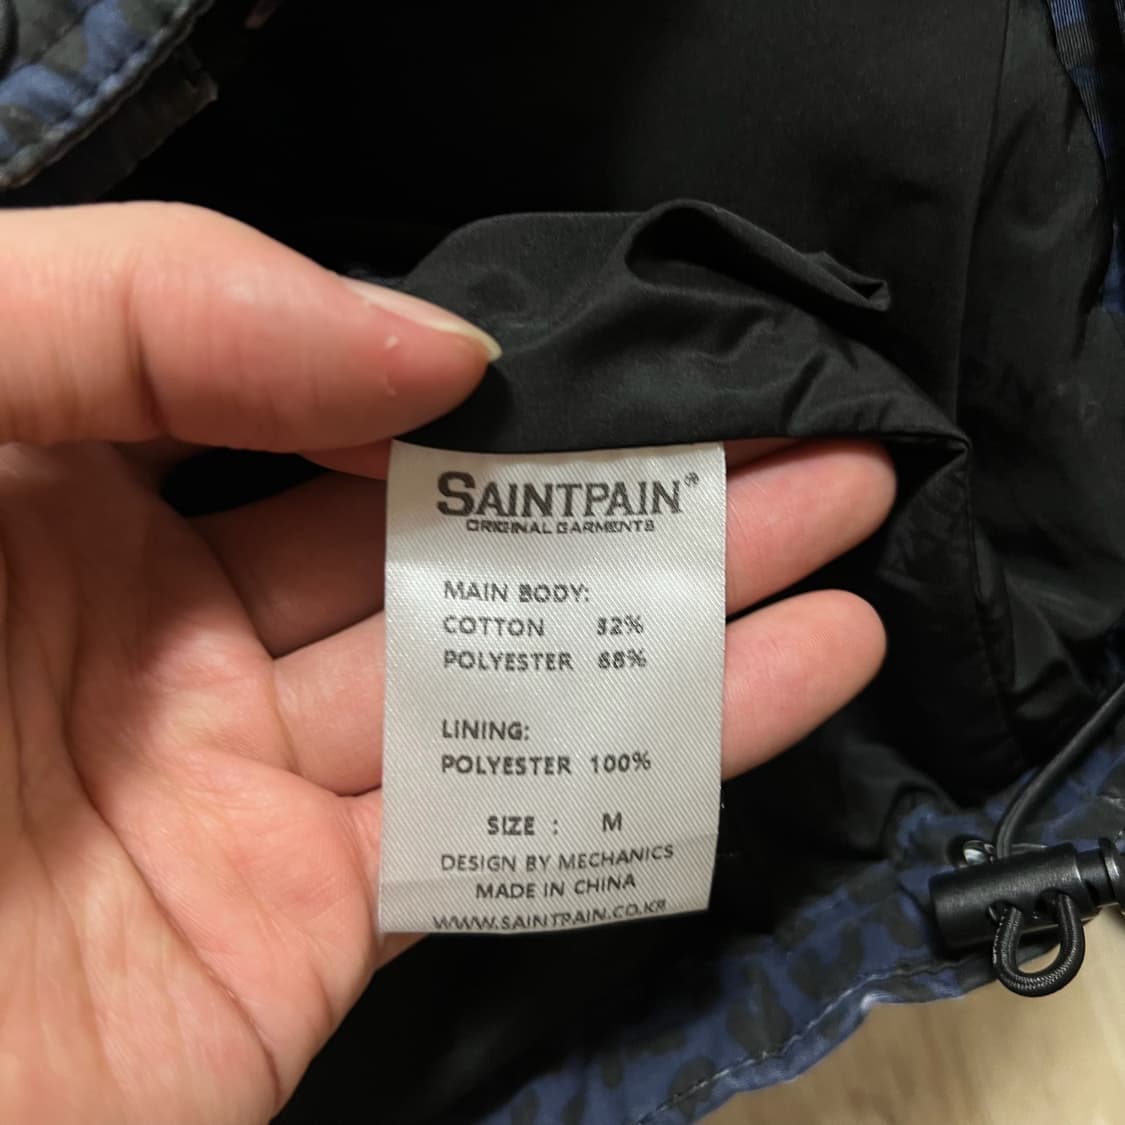 SAINTPAIN®
ORIGINAL GARMENTS
MAIN BODY:
COTTON 32%
POLYESTER 68%
LINING:
POLYESTER 100%
SIZE : M
DESIGN BY MECHANICS
MADE IN CHINA
WWW.SAINTPAIN.CO.KR